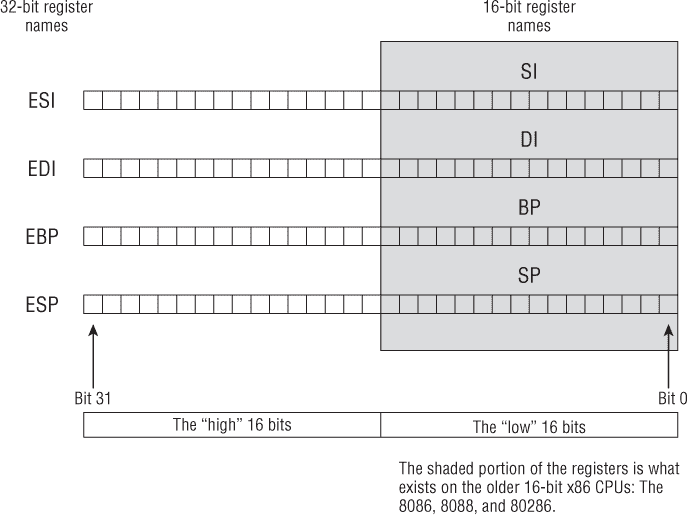 32-bit register
names
16-bit register
names
SI
ESI
DI
EDI
BP
EBP
SP
ESP
Bit 31
Bit 0
The “high” 16 bits
The “low” 16 bits
The shaded portion of the registers is what
exists on the older 16-bit x86 CPUs: The
8086, 8088, and 80286.